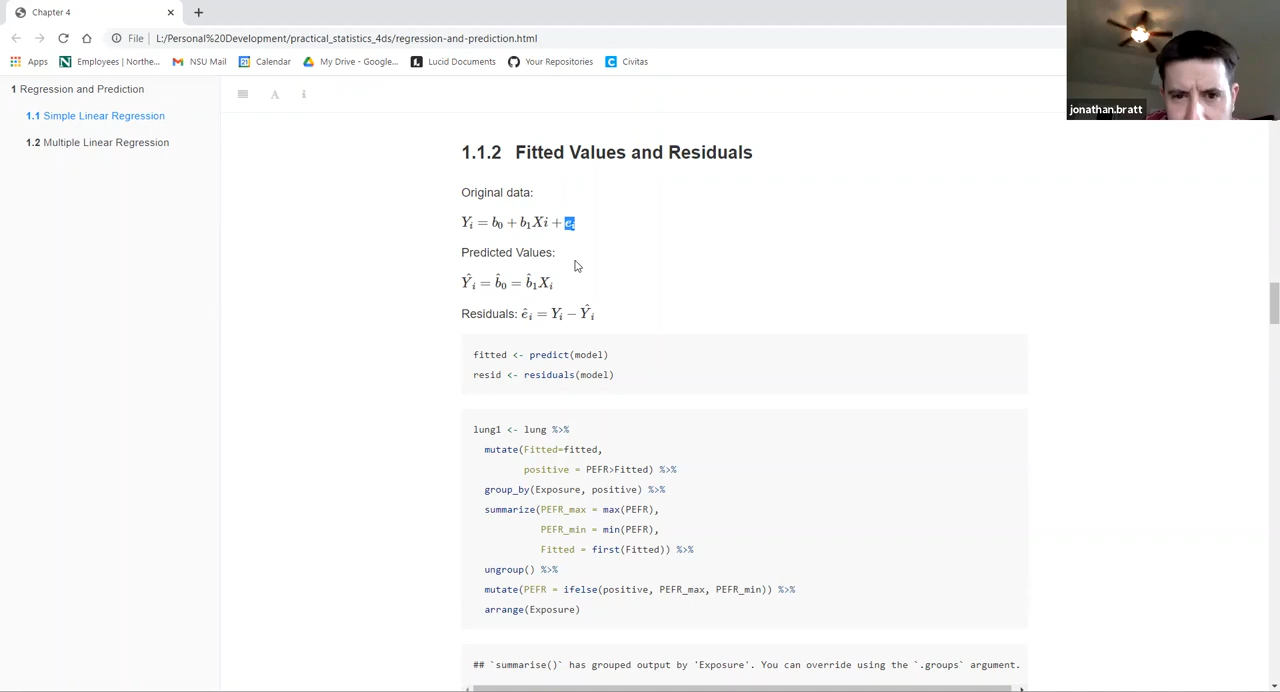 Chapter 4
File | L:/Personal%20Development/practical_statistics_4ds/regression-and-prediction.html
Apps Employees | Northe... NSU Mail Calendar My Drive - Google... Lucid Documents Your Repositories Civitas
jonathan.bratt
1 Regression and Prediction
1.1 Simple Linear Regression
1.2 Multiple Linear Regression
A i
1.1.2 Fitted Values and Residuals
Original data:
Yᵢ = b₀ + b₁Xi + eᵢ
Predicted Values:
Ŷᵢ = b̂₀ = b̂₁Xᵢ
Residuals: êᵢ = Yᵢ − Ŷᵢ
fitted <- predict(model)
resid <- residuals(model)
lung1 <- lung %>%
mutate(Fitted=fitted,
positive = PEFR>Fitted) %>%
group_by(Exposure, positive) %>%
summarize(PEFR_max = max(PEFR),
PEFR_min = min(PEFR),
Fitted = first(Fitted)) %>%
ungroup() %>%
mutate(PEFR = ifelse(positive, PEFR_max, PEFR_min)) %>%
arrange(Exposure)
## `summarise()` has grouped output by 'Exposure'. You can override using the `.groups` argument.